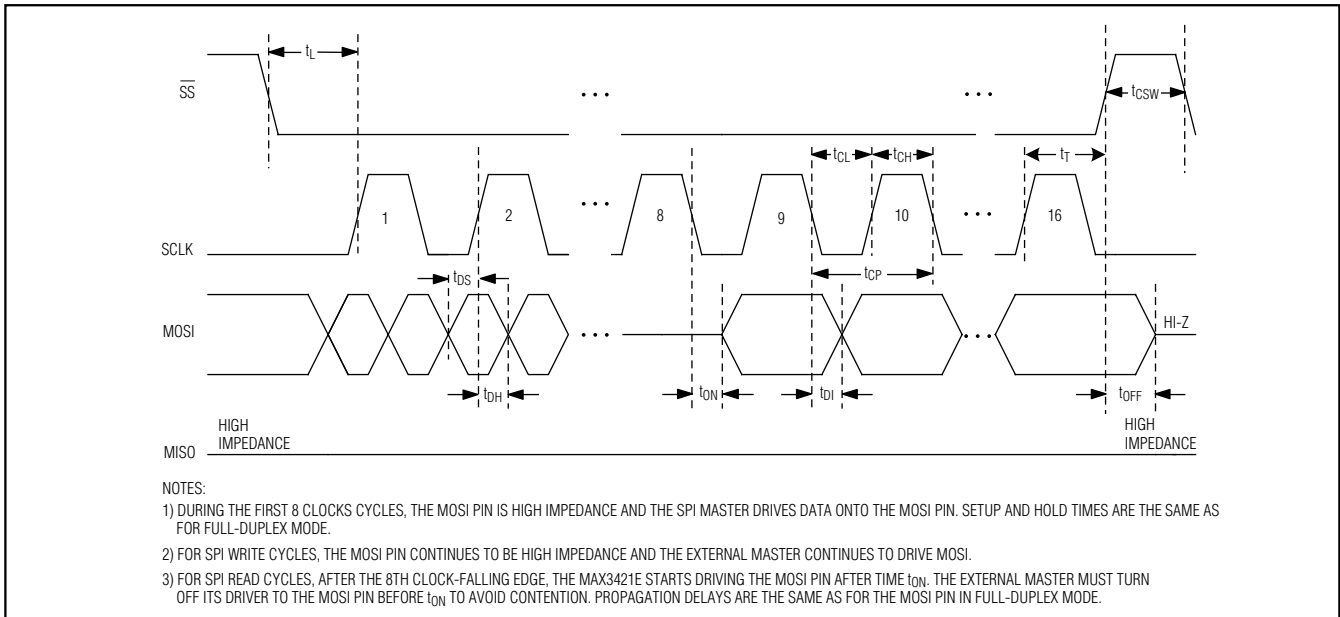 tL
SS
• • •
• • •
tCSW
tCL
tCH
tT
1
2
• • •
8
9
10
• • •
16
SCLK
tDS
tCP
MOSI
• • •
• • •
HI-Z
tDH
tON
tDI
tOFF
HIGH
IMPEDANCE
HIGH
IMPEDANCE
MISO
NOTES:
1) DURING THE FIRST 8 CLOCKS CYCLES, THE MOSI PIN IS HIGH IMPEDANCE AND THE SPI MASTER DRIVES DATA ONTO THE MOSI PIN. SETUP AND HOLD TIMES ARE THE SAME AS
FOR FULL-DUPLEX MODE.
2) FOR SPI WRITE CYCLES, THE MOSI PIN CONTINUES TO BE HIGH IMPEDANCE AND THE EXTERNAL MASTER CONTINUES TO DRIVE MOSI.
3) FOR SPI READ CYCLES, AFTER THE 8TH CLOCK-FALLING EDGE, THE MAX3421E STARTS DRIVING THE MOSI PIN AFTER TIME tON. THE EXTERNAL MASTER MUST TURN
OFF ITS DRIVER TO THE MOSI PIN BEFORE tON TO AVOID CONTENTION. PROPAGATION DELAYS ARE THE SAME AS FOR THE MOSI PIN IN FULL-DUPLEX MODE.